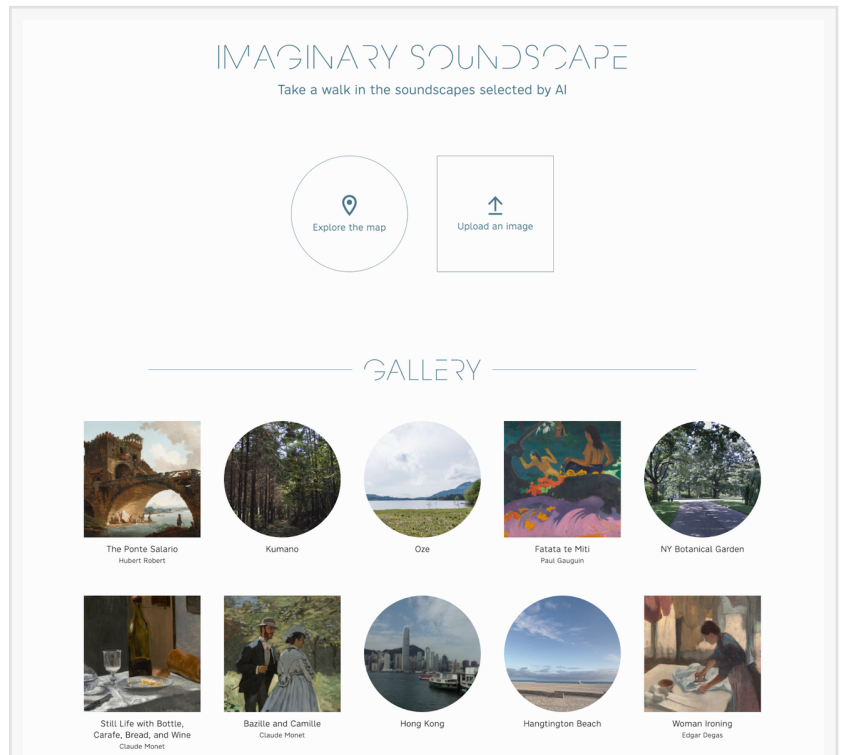 IMAGINARY SOUNDSCAPE
Take a walk in the soundscapes selected by AI
Explore the map
Upload an image
GALLERY
The Ponte Salario
Hubert Robert
Kumano
Oze
Fatata te Miti
Paul Gauguin
NY Botanical Garden
Still Life with Bottle,
Carafe, Bread, and Wine
Claude Monet
Bazille and Camille
Claude Monet
Hong Kong
Hangtington Beach
Woman Ironing
Edgar Degas